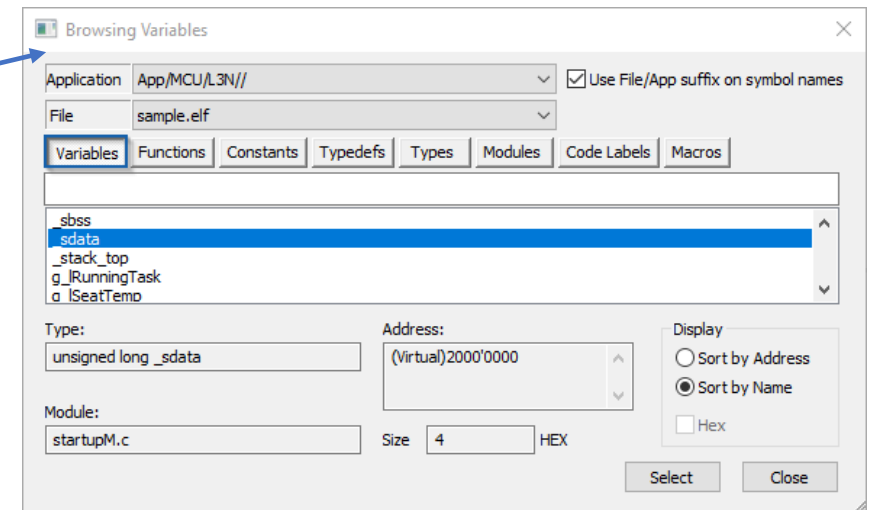 Browsing Variables
Application App/MCU/L3N// Use File/App suffix on symbol names
File sample.elf
Variables Functions Constants Typedefs Types Modules Code Labels Macros
_sbss
_sdata
_stack_top
g_lRunningTask
g_lSeatTemp
Type: Address: Display
unsigned long _sdata (Virtual)2000'0000 Sort by Address
Sort by Name
Module: Hex
startupM.c Size 4 HEX
Select Close